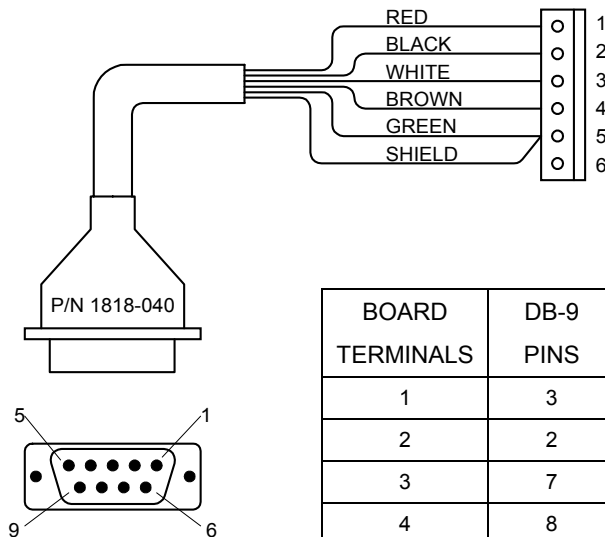 RED
1
BLACK
2
WHITE
3
BROWN
4
GREEN
5
SHIELD
6
P/N 1818-040
5
1
9
6
BOARD TERMINALS
DB-9 PINS
1 3
2 2
3 7
4 8